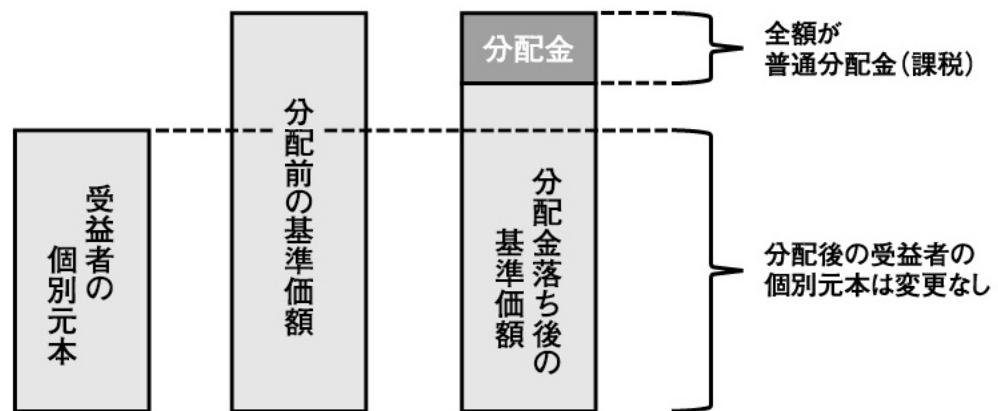 受益者の
個別元本
分配前の基準価額
分配金
分配金落ち後の
基準価額
全額が
普通分配金（課税）
分配後の受益者の
個別元本は変更なし